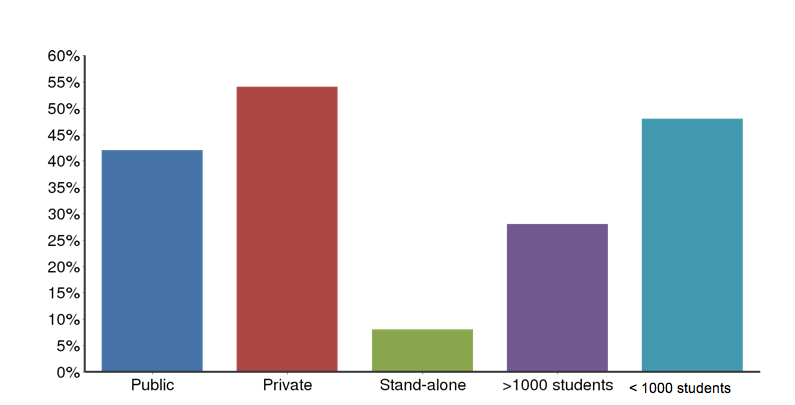 60%
55%
50%
45%
40%
35%
30%
25%
20%
15%
10%
5%
0%
Public
Private
Stand-alone
>1000 students
< 1000 students